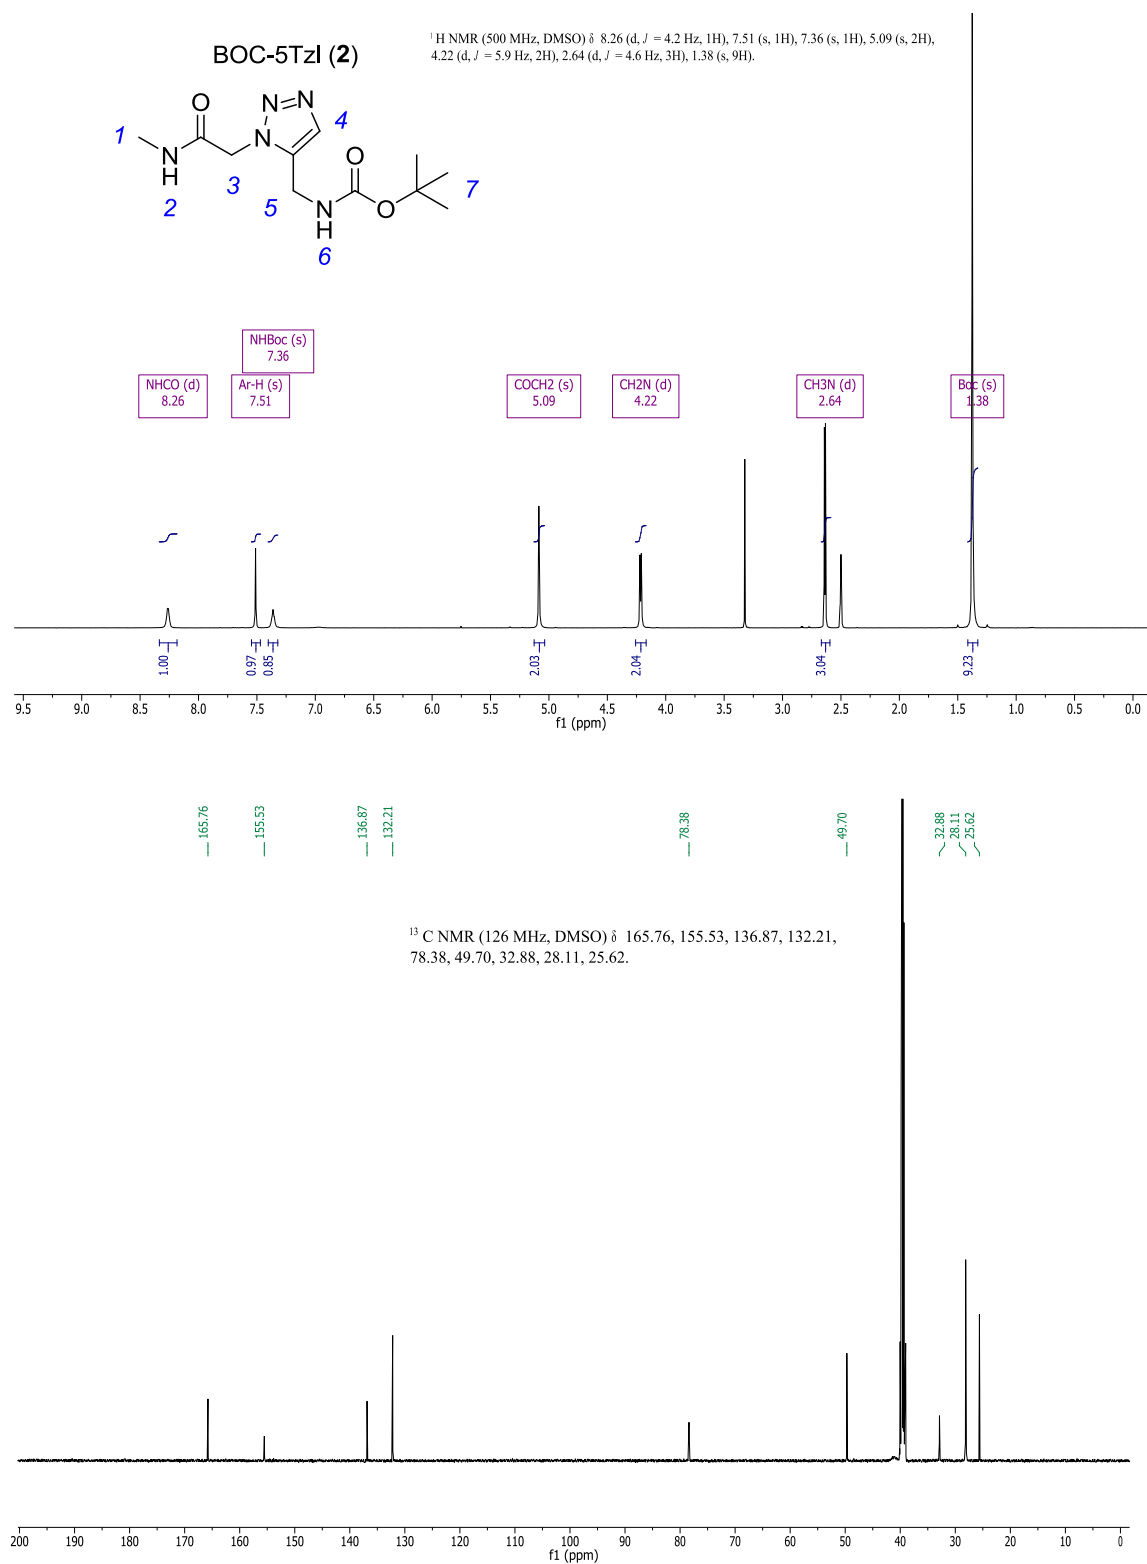 BOC-5TzI (2)
¹H NMR (500 MHz, DMSO) δ 8.26 (d, J = 4.2 Hz, 1H), 7.51 (s, 1H), 7.36 (s, 1H), 5.09 (s, 2H),
4.22 (d, J = 5.9 Hz, 2H), 2.64 (d, J = 4.6 Hz, 3H), 1.38 (s, 9H).
O
N=N
N
4
1
N
H
3
2
O
5
N
H
O
7
6
NHBoc (s)
7.36
NHCO (d)
8.26
Ar-H (s)
7.51
COCH2 (s)
5.09
CH2N (d)
4.22
CH3N (d)
2.64
Boc (s)
1.38
1.00
0.97
0.85
2.03
2.04
3.04
9.23
9.5 9.0 8.5 8.0 7.5 7.0 6.5 6.0 5.5 5.0 4.5 4.0 3.5 3.0 2.5 2.0 1.5 1.0 0.5 0.0
f1 (ppm)
165.76
155.53
136.87
132.21
78.38
49.70
32.88
28.11
25.62
¹³C NMR (126 MHz, DMSO) δ 165.76, 155.53, 136.87, 132.21,
78.38, 49.70, 32.88, 28.11, 25.62.
200 190 180 170 160 150 140 130 120 110 100 90 80 70 60 50 40 30 20 10 0
f1 (ppm)